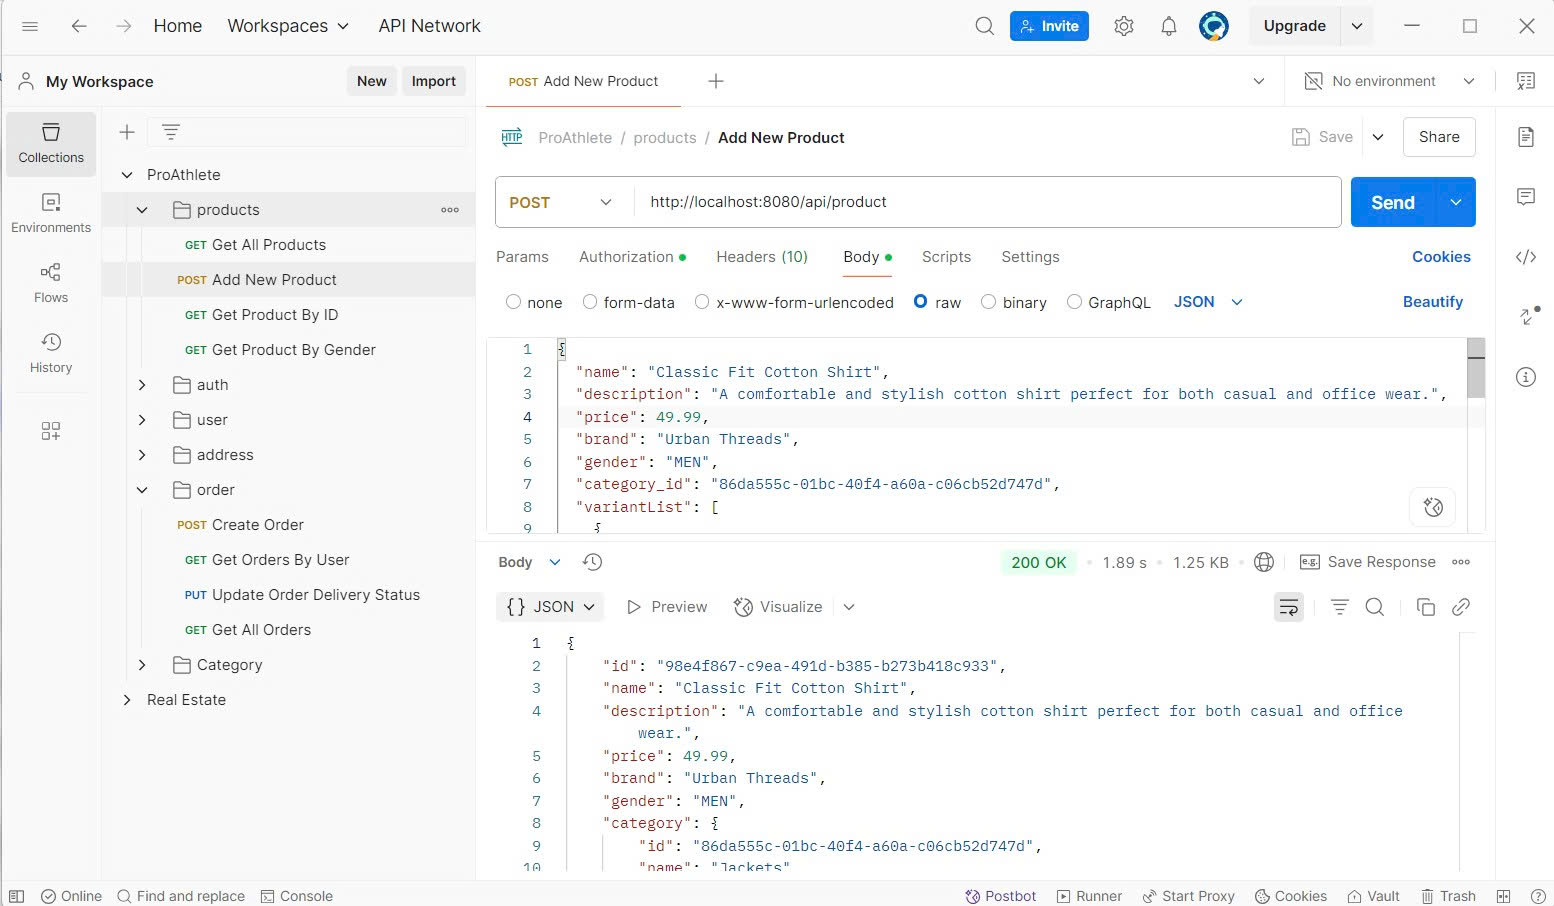 Home Workspaces API Network Invite Upgrade
My Workspace New Import POST Add New Product No environment
Collections
Environments
Flows
History
ProAthlete
products
GET Get All Products
POST Add New Product
GET Get Product By ID
GET Get Product By Gender
auth
user
address
order
POST Create Order
GET Get Orders By User
PUT Update Order Delivery Status
GET Get All Orders
Category
Real Estate
HTTP ProAthlete / products / Add New Product Save Share
POST http://localhost:8080/api/product Send
Params Authorization Headers (10) Body Scripts Settings Cookies
none form-data x-www-form-urlencoded raw binary GraphQL JSON Beautify
1 {
2 "name": "Classic Fit Cotton Shirt",
3 "description": "A comfortable and stylish cotton shirt perfect for both casual and office wear.",
4 "price": 49.99,
5 "brand": "Urban Threads",
6 "gender": "MEN",
7 "category_id": "86da555c-01bc-40f4-a60a-c06cb52d747d",
8 "variantList": [
9 {
Body 200 OK • 1.89 s • 1.25 KB • e.g. Save Response
{} JSON Preview Visualize
1 {
2 "id": "98e4f867-c9ea-491d-b385-b273b418c933",
3 "name": "Classic Fit Cotton Shirt",
4 "description": "A comfortable and stylish cotton shirt perfect for both casual and office
wear.",
5 "price": 49.99,
6 "brand": "Urban Threads",
7 "gender": "MEN",
8 "category": {
9 "id": "86da555c-01bc-40f4-a60a-c06cb52d747d",
10 "name": "Jackets"
Online Find and replace Console Postbot Runner Start Proxy Cookies Vault Trash